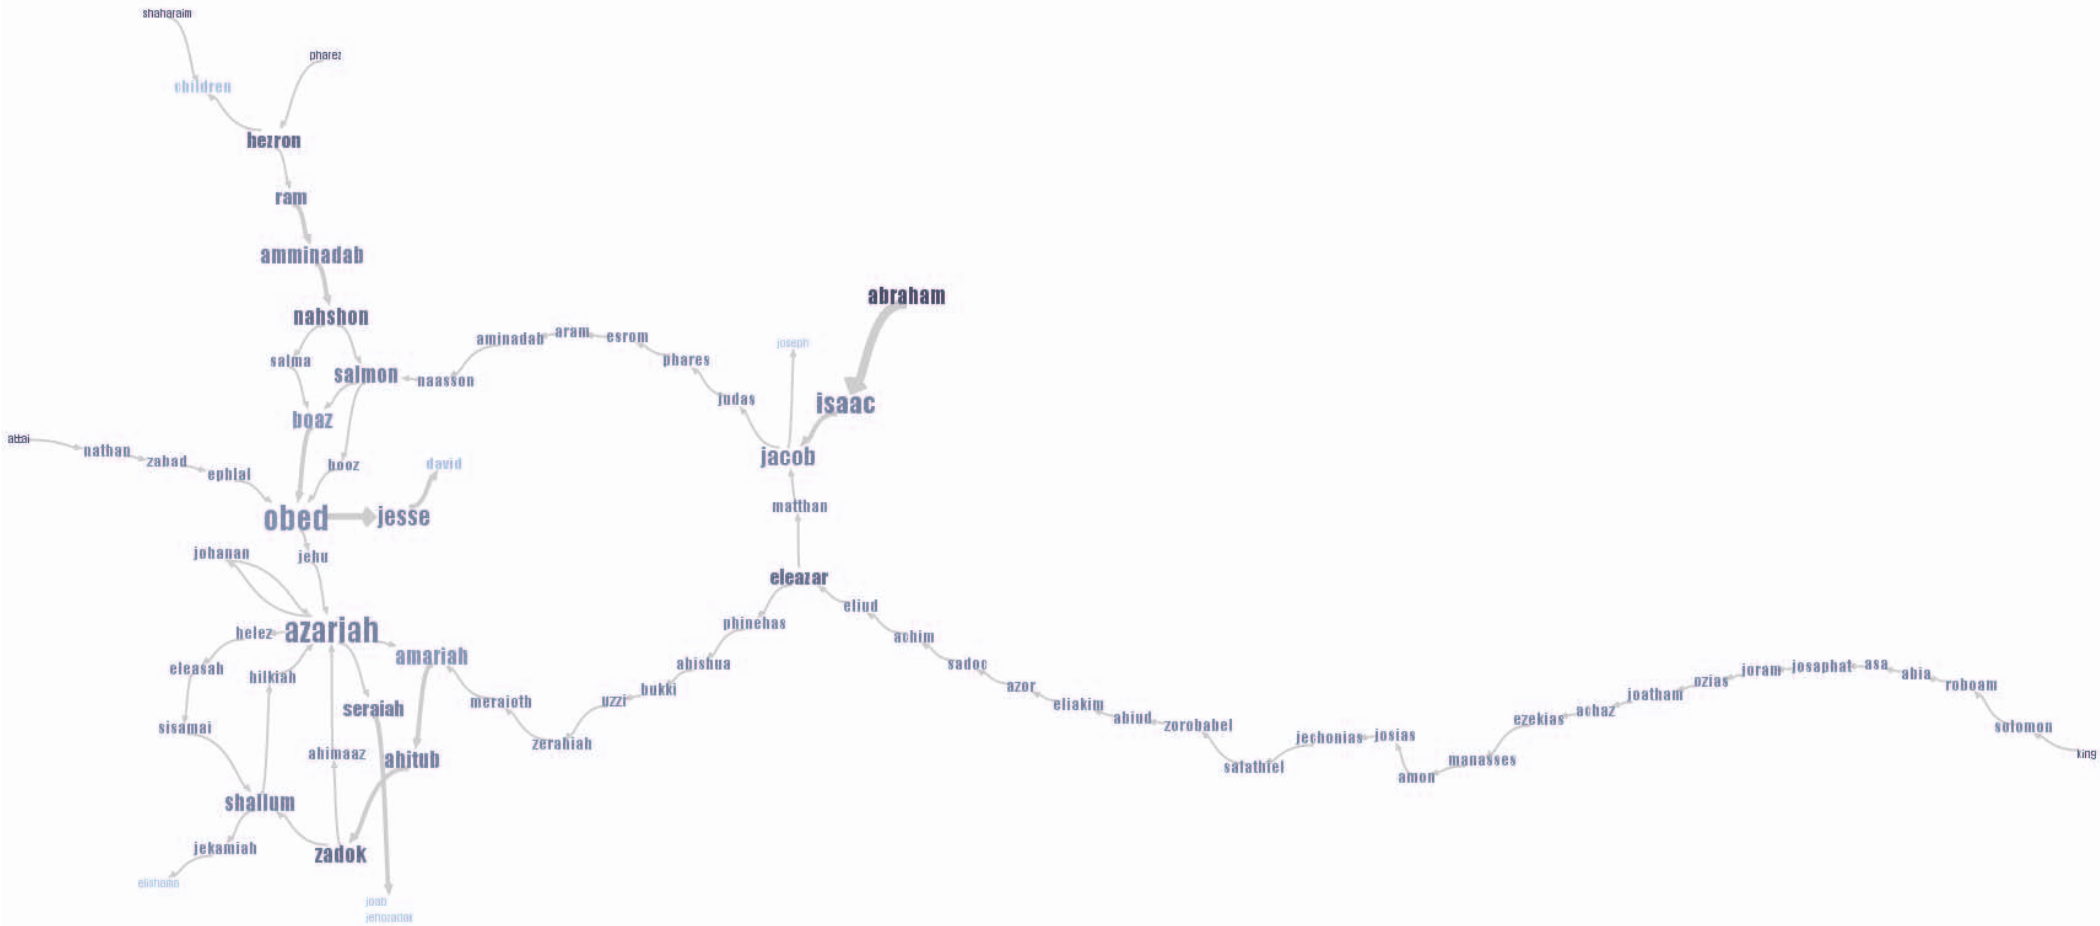 shaharaim
pharez
children
hezron
ram
amminadab
abraham
nahshon
aram
esrom
aminadab
joseph
salma
phares
salmon
naasson
judas
isaac
boaz
attai
nathan
jacob
zabad
booz
david
ephlal
matthan
obed
jesse
johanan
jehu
eleazar
eliud
phinehas
azariah
helez
achim
amariah
abishua
sadoc
asa
josaphat
eleasah
joram
abia
hilkiah
ozias
roboam
azor
bukki
joatham
uzzi
meraioth
eliakim
seraiah
achaz
abiud
ezekias
zorobabel
solomon
sisamai
josias
jechonias
zerahiah
ahimaaz
king
ahitub
manasses
salathiel
amon
shallum
jekamiah
zadok
elishama
joab